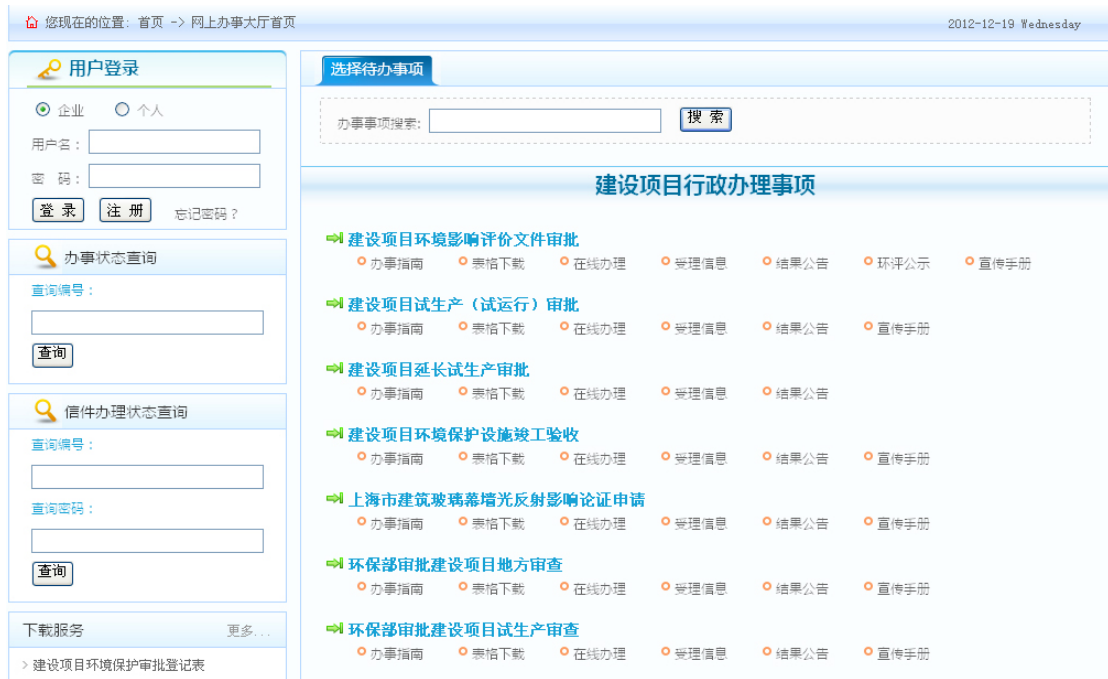 您现在的位置: 首页 -> 网上办事大厅首页
2012-12-19 Wednesday
用户登录
企业 个人
用户名：
密 码：
登 录 注 册 忘记密码？
办事状态查询
查询编号：
查询
信件办理状态查询
查询编号：
查询密码：
查询
下载服务 更多...
> 建设项目环境保护审批登记表
选择待办事项
办事事项搜索: 搜 索
建设项目行政办理事项
建设项目环境影响评价文件审批
办事指南 表格下载 在线办理 受理信息 结果公告 环评公示 宣传手册
建设项目试生产（试运行）审批
办事指南 表格下载 在线办理 受理信息 结果公告 宣传手册
建设项目延长试生产审批
办事指南 表格下载 在线办理 受理信息 结果公告
建设项目环境保护设施竣工验收
办事指南 表格下载 在线办理 受理信息 结果公告 宣传手册
上海市建筑玻璃幕墙光反射影响论证申请
办事指南 表格下载 在线办理 受理信息 结果公告 宣传手册
环保部审批建设项目地方审查
办事指南 表格下载 在线办理 受理信息 结果公告 宣传手册
环保部审批建设项目试生产审查
办事指南 表格下载 在线办理 受理信息 结果公告 宣传手册